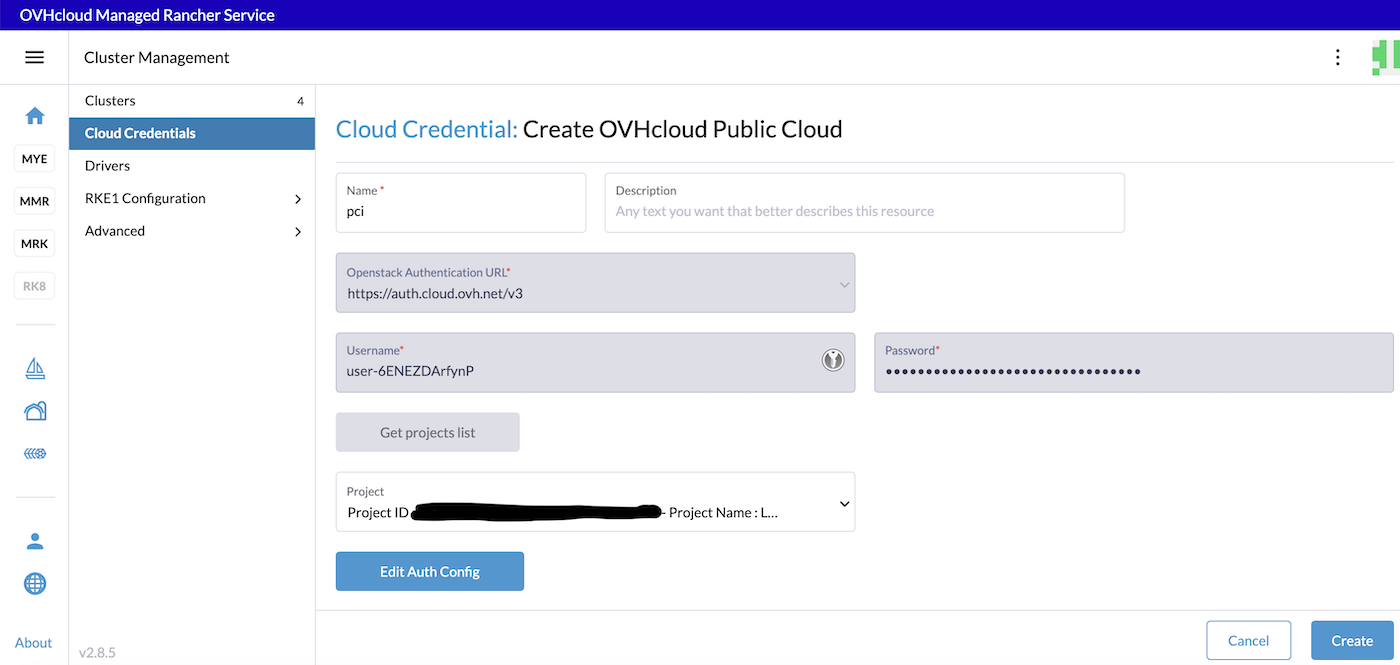 OVHcloud Managed Rancher Service
Cluster Management
Clusters 4
Cloud Credentials
Drivers
RKE1 Configuration
Advanced
MYE
MMR
MRK
RK8
About
v2.8.5
Cloud Credential: Create OVHcloud Public Cloud
Name *
pci
Description
Any text you want that better describes this resource
Openstack Authentication URL*
https://auth.cloud.ovh.net/v3
Username*
user-6ENEZDArfynP
Password*
••••••••••••••••••••••••••••••••
Get projects list
Project
Project ID - Project Name : L...
Edit Auth Config
Cancel
Create